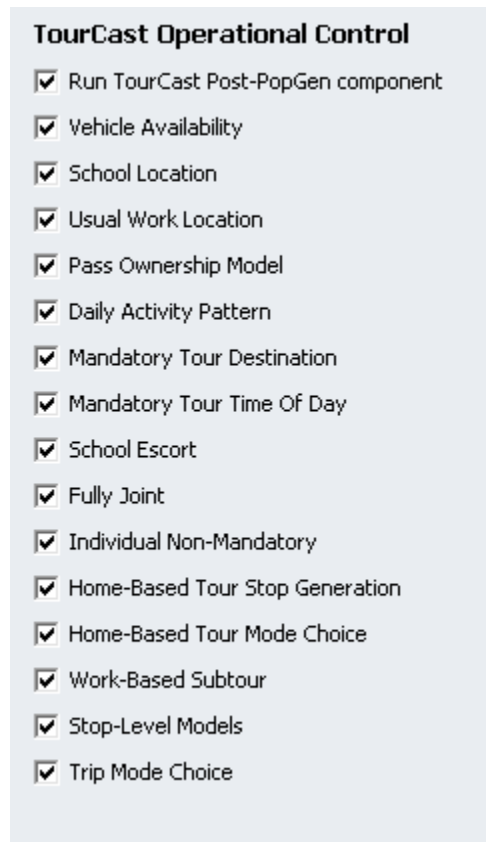 TourCast Operational Control
Run TourCast Post-PopGen component
Vehicle Availability
School Location
Usual Work Location
Pass Ownership Model
Daily Activity Pattern
Mandatory Tour Destination
Mandatory Tour Time Of Day
School Escort
Fully Joint
Individual Non-Mandatory
Home-Based Tour Stop Generation
Home-Based Tour Mode Choice
Work-Based Subtour
Stop-Level Models
Trip Mode Choice